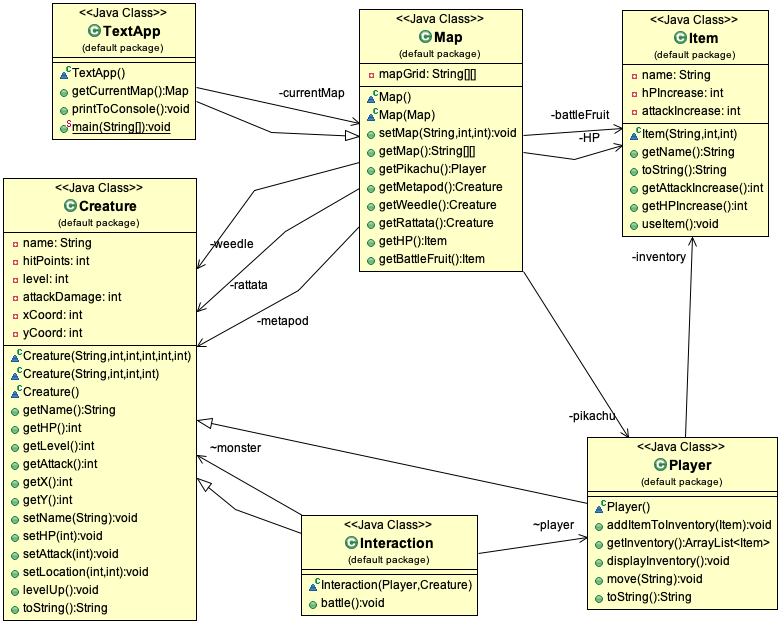 <<Java Class>>
TextApp
(default package)
TextApp()
getCurrentMap():Map
printToConsole():void
main(String[]):void
<<Java Class>>
Map
(default package)
mapGrid: String[][]
Map()
Map(Map)
setMap(String,int,int):void
getMap():String[][]
getPikachu():Player
getMetapod():Creature
getWeedle():Creature
getRattata():Creature
getHP():Item
getBattleFruit():Item
<<Java Class>>
Item
(default package)
name: String
hPIncrease: int
attackIncrease: int
Item(String,int,int)
getName():String
toString():String
getAttackIncrease():int
getHPIncrease():int
useItem():void
-currentMap
-battleFruit
-HP
<<Java Class>>
Creature
(default package)
name: String
hitPoints: int
level: int
attackDamage: int
xCoord: int
yCoord: int
Creature(String,int,int,int,int,int)
Creature(String,int,int,int)
Creature()
getName():String
getHP():int
getLevel():int
getAttack():int
getX():int
getY():int
setName(String):void
setHP(int):void
setAttack(int):void
setLocation(int,int):void
levelUp():void
toString():String
-weedle
-rattata
-metapod
-inventory
-pikachu
~monster
~player
<<Java Class>>
Interaction
(default package)
Interaction(Player,Creature)
battle():void
<<Java Class>>
Player
(default package)
Player()
addItemToInventory(Item):void
getInventory():ArrayList<Item>
displayInventory():void
move(String):void
toString():String